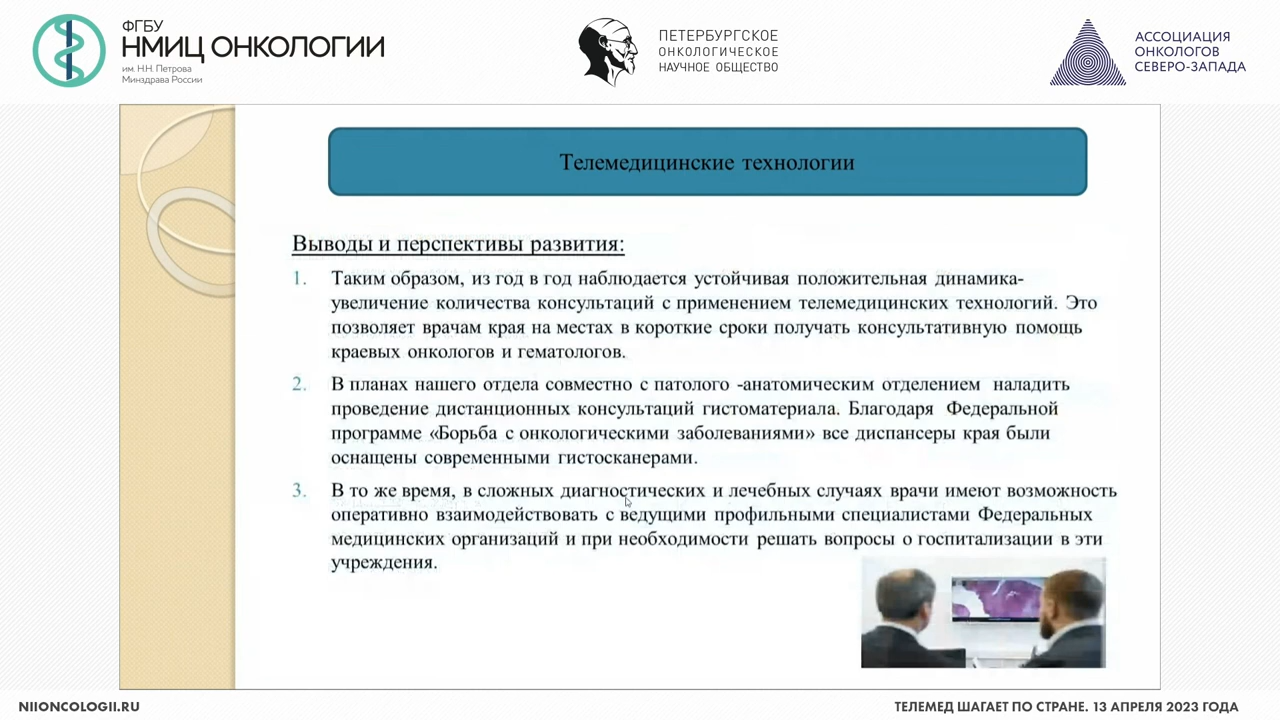 ФГБУ
НМИЦ ОНКОЛОГИИ
им. Н.Н. Петрова
Минздрава России
ПЕТЕРБУРГСКОЕ
ОНКОЛОГИЧЕСКОЕ
НАУЧНОЕ ОБЩЕСТВО
АССОЦИАЦИЯ
ОНКОЛОГОВ
СЕВЕРО-ЗАПАДА
Телемедицинские технологии
Выводы и перспективы развития:
1. Таким образом, из год в год наблюдается устойчивая положительная динамика-
увеличение количества консультаций с применением телемедицинских технологий. Это
позволяет врачам края на местах в короткие сроки получать консультативную помощь
краевых онкологов и гематологов.
2. В планах нашего отдела совместно с патолого -анатомическим отделением наладить
проведение дистанционных консультаций гистоматериала. Благодаря Федеральной
программе «Борьба с онкологическими заболеваниями» все диспансеры края были
оснащены современными гистосканерами.
3. В то же время, в сложных диагностических и лечебных случаях врачи имеют возможность
оперативно взаимодействовать с ведущими профильными специалистами Федеральных
медицинских организаций и при необходимости решать вопросы о госпитализации в эти
учреждения.
NIIONCOLOGII.RU
ТЕЛЕМЕД ШАГАЕТ ПО СТРАНЕ. 13 АПРЕЛЯ 2023 ГОДА